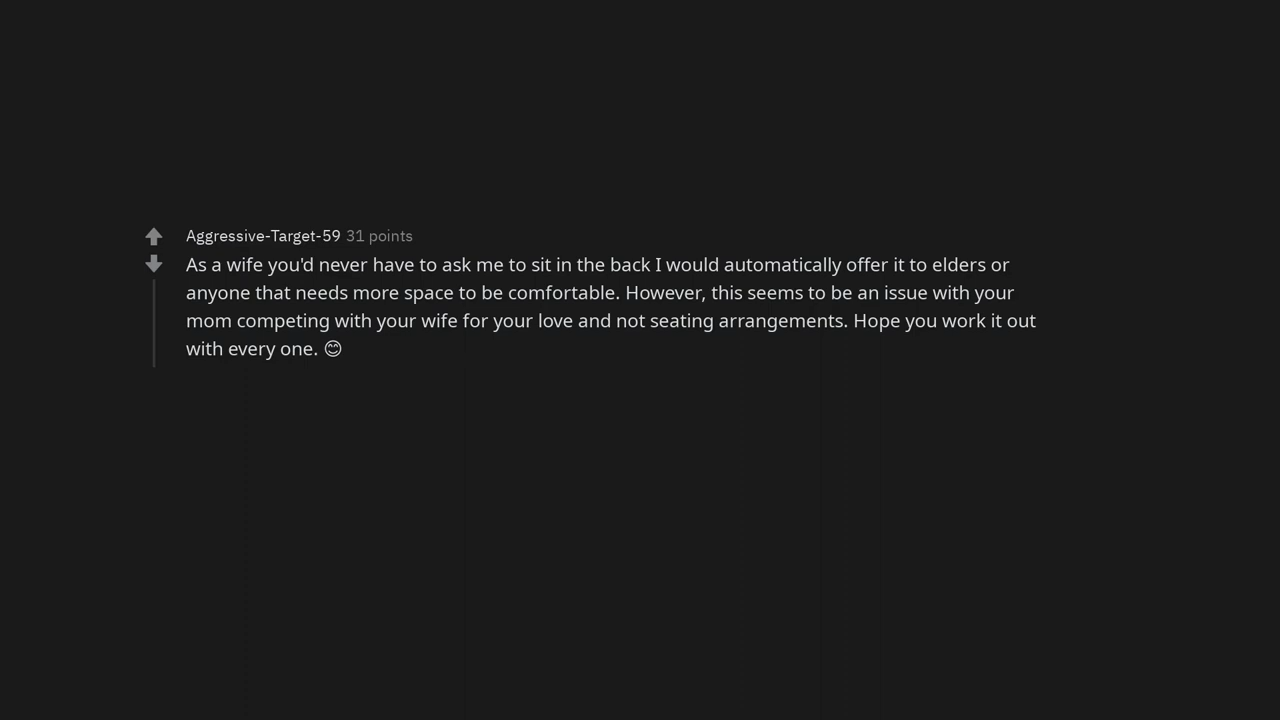 Aggressive-Target-59 31 points
As a wife you'd never have to ask me to sit in the back I would automatically offer it to elders or
anyone that needs more space to be comfortable. However, this seems to be an issue with your
mom competing with your wife for your love and not seating arrangements. Hope you work it out
with every one. 😊